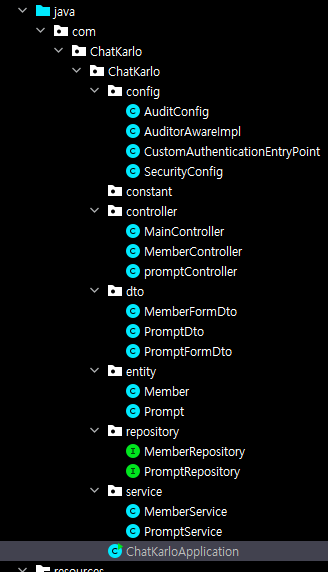 java
com
ChatKarlo
ChatKarlo
config
AuditConfig
AuditorAwareImpl
CustomAuthenticationEntryPoint
SecurityConfig
constant
controller
MainController
MemberController
promptController
dto
MemberFormDto
PromptDto
PromptFormDto
entity
Member
Prompt
repository
MemberRepository
PromptRepository
service
MemberService
PromptService
ChatKarloApplication
resources